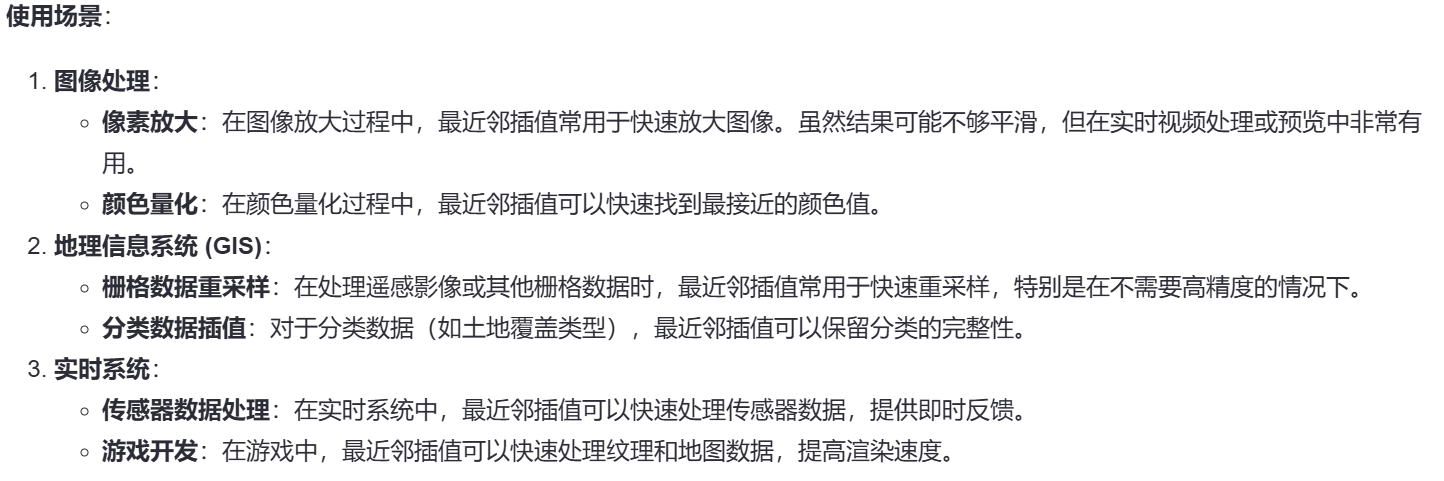 使用场景：
1. 图像处理：
◦ 像素放大：在图像放大过程中，最近邻插值常用于快速放大图像。虽然结果可能不够平滑，但在实时视频处理或预览中非常有
用。
◦ 颜色量化：在颜色量化过程中，最近邻插值可以快速找到最接近的颜色值。
2. 地理信息系统 (GIS)：
◦ 栅格数据重采样：在处理遥感影像或其他栅格数据时，最近邻插值常用于快速重采样，特别是在不需要高精度的情况下。
◦ 分类数据插值：对于分类数据（如土地覆盖类型），最近邻插值可以保留分类的完整性。
3. 实时系统：
◦ 传感器数据处理：在实时系统中，最近邻插值可以快速处理传感器数据，提供即时反馈。
◦ 游戏开发：在游戏中，最近邻插值可以快速处理纹理和地图数据，提高渲染速度。